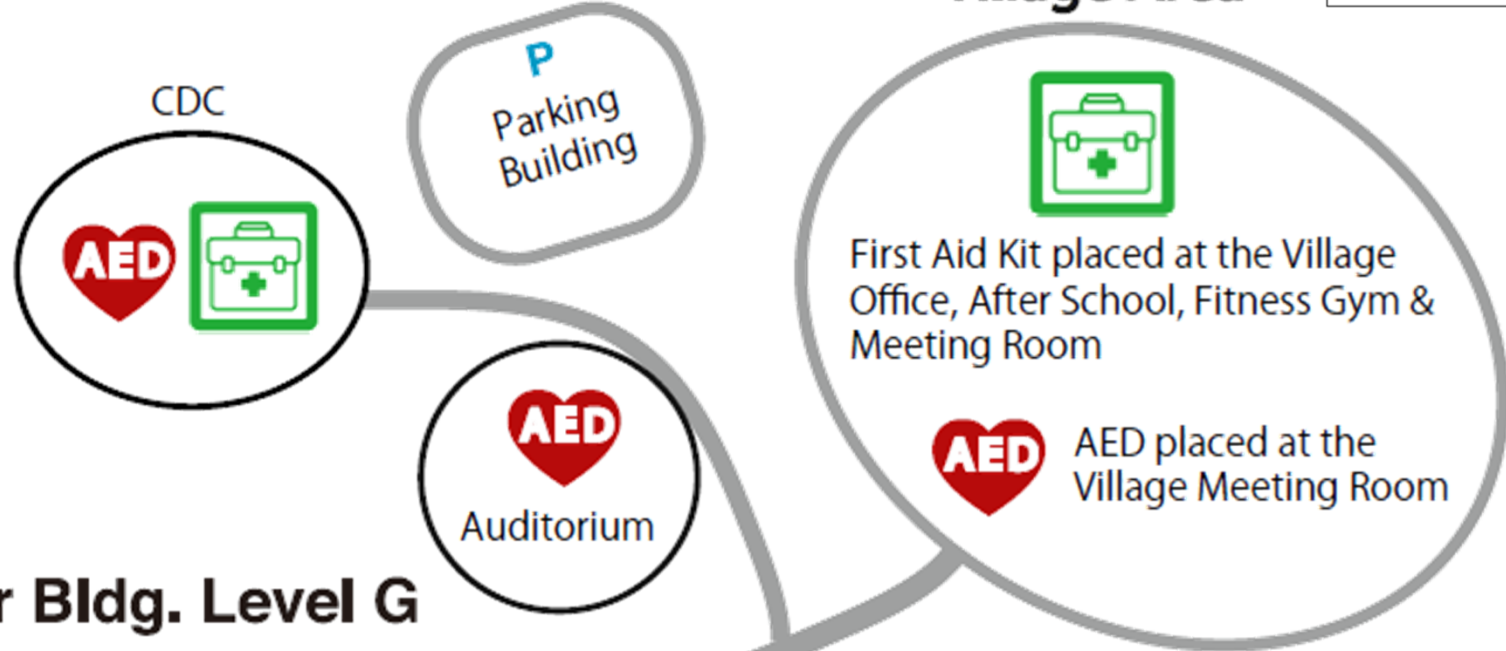 CDC
AED
P
Parking
Building
AED
Auditorium
First Aid Kit placed at the Village
Office, After School, Fitness Gym &
Meeting Room
AED
AED placed at the
Village Meeting Room
Bldg. Level G